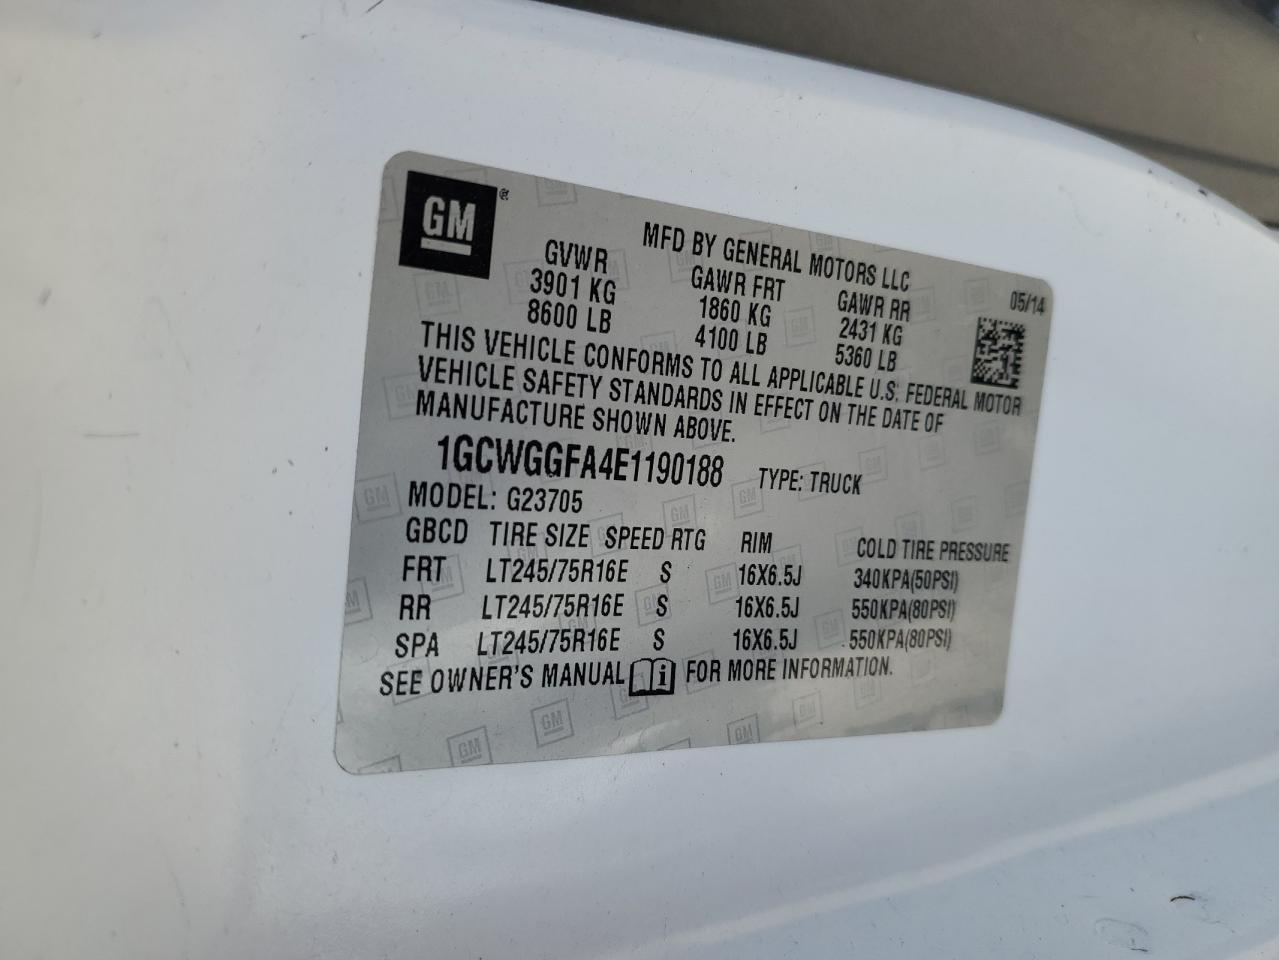 GM ®
MFD BY GENERAL MOTORS LLC
GVWR GAWR FRT GAWR RR 05/14
3901 KG 1860 KG 2431 KG
8600 LB 4100 LB 5360 LB
THIS VEHICLE CONFORMS TO ALL APPLICABLE U.S. FEDERAL MOTOR
VEHICLE SAFETY STANDARDS IN EFFECT ON THE DATE OF
MANUFACTURE SHOWN ABOVE.
1GCWGGFA4E1190188 TYPE: TRUCK
MODEL: G23705
GBCD TIRE SIZE SPEED RTG RIM COLD TIRE PRESSURE
FRT LT245/75R16E S 16X6.5J 340KPA(50PSI)
RR LT245/75R16E S 16X6.5J 550KPA(80PSI)
SPA LT245/75R16E S 16X6.5J 550KPA(80PSI)
SEE OWNER'S MANUAL i FOR MORE INFORMATION.